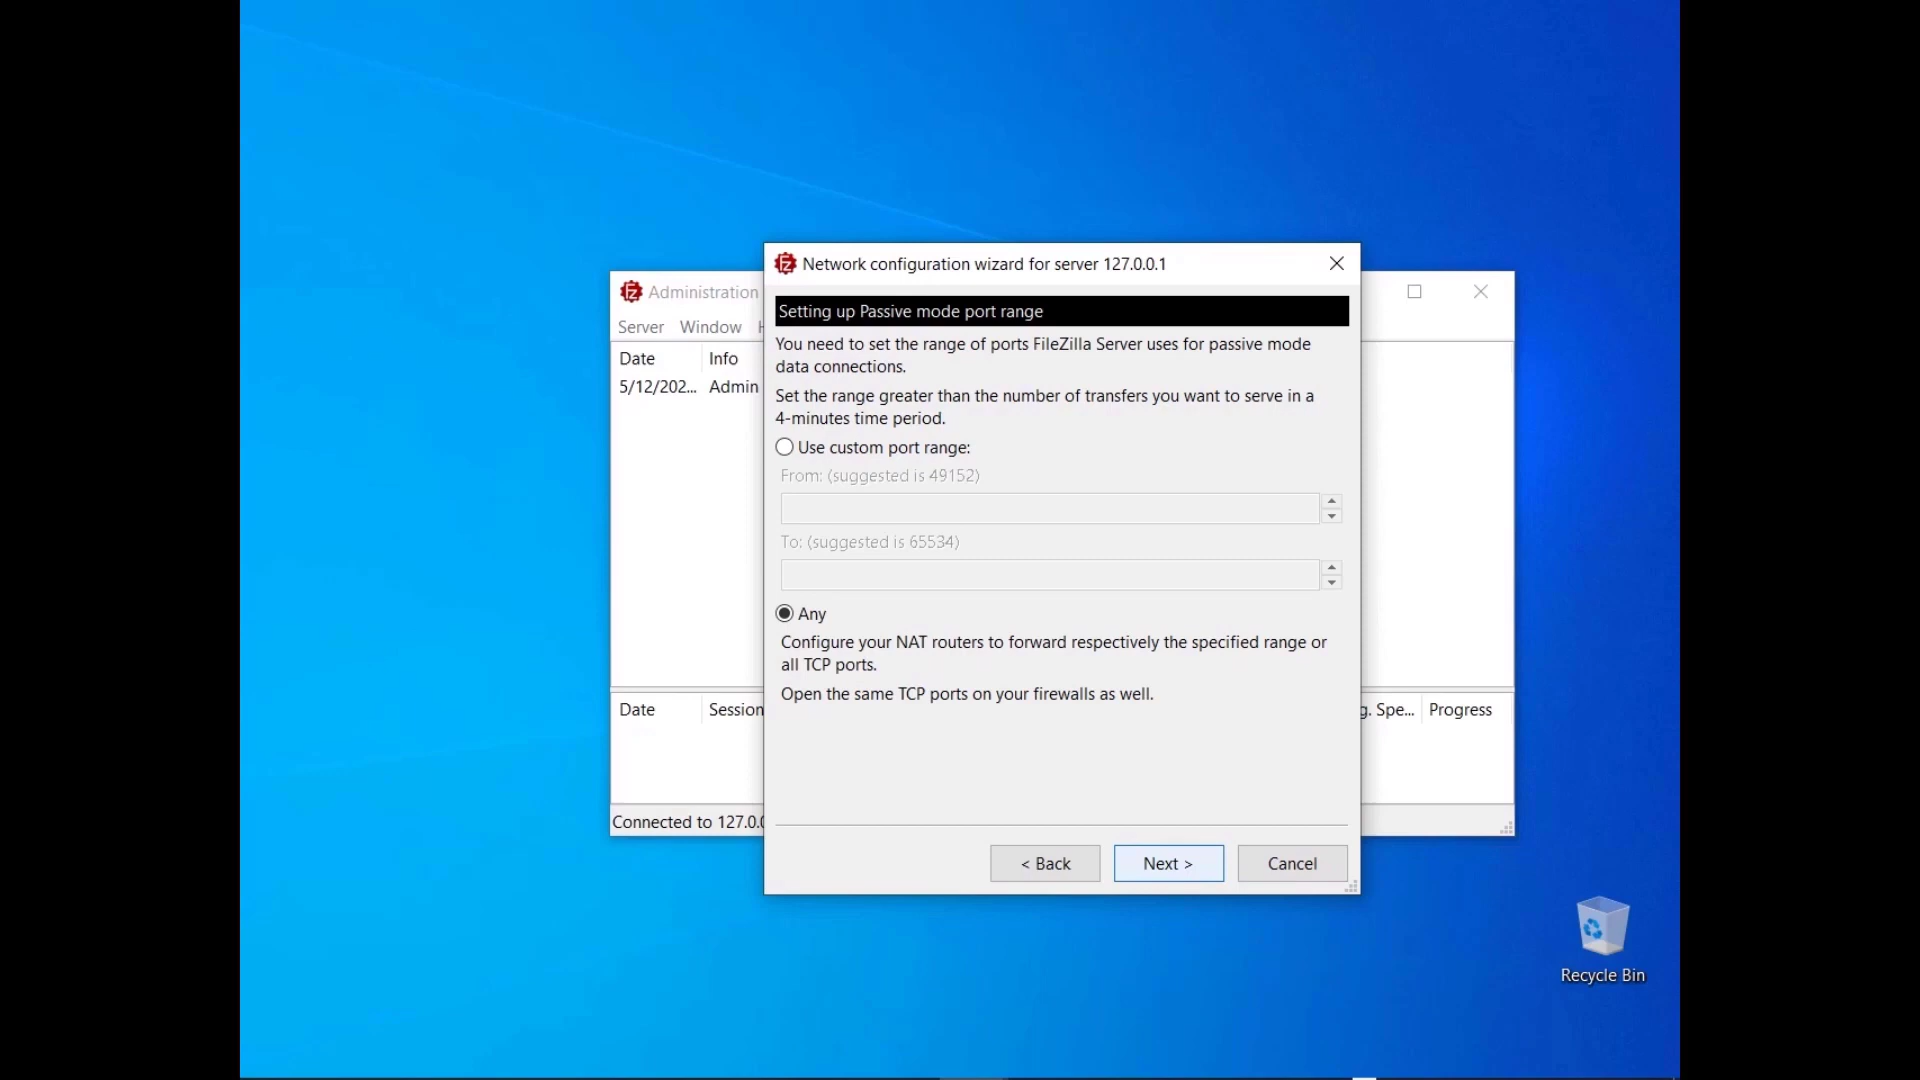 Network configuration wizard for server 127.0.0.1
Administration
Server Window
Date Info
5/12/202... Admin
Setting up Passive mode port range
You need to set the range of ports FileZilla Server uses for passive mode
data connections.
Set the range greater than the number of transfers you want to serve in a
4-minutes time period.
Use custom port range:
From: (suggested is 49152)
To: (suggested is 65534)
Any
Configure your NAT routers to forward respectively the specified range or
all TCP ports.
Open the same TCP ports on your firewalls as well.
Date Session
g. Spe... Progress
Connected to 127.0.0
< Back Next > Cancel
Recycle Bin